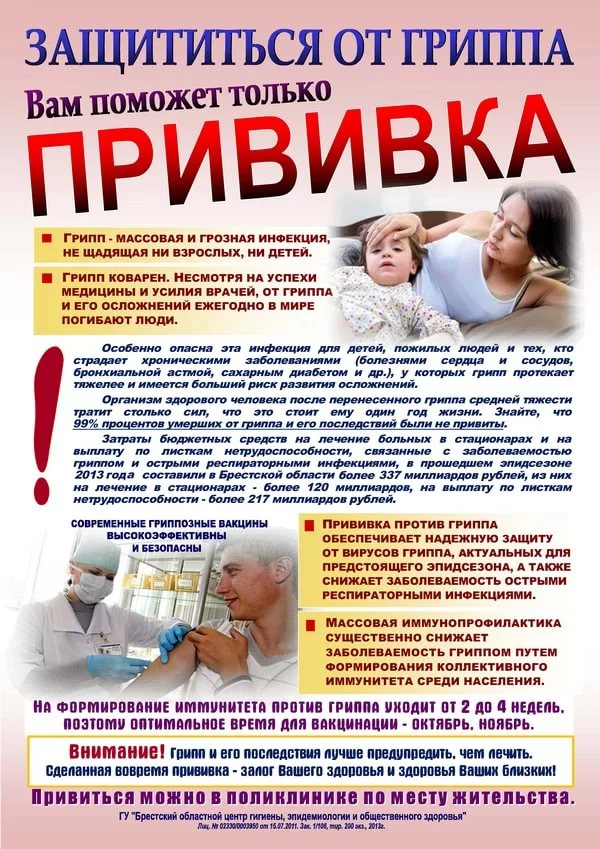 ЗАЩИТИТЬСЯ ОТ ГРИППА
Вам поможет только
ПРИВИВКА
Грипп - массовая и грозная инфекция,
не щадящая ни взрослых, ни детей.
Грипп коварен. Несмотря на успехи
медицины и усилия врачей, от гриппа
и его осложнений ежегодно в мире
погибают люди.
!
Особенно опасна эта инфекция для детей, пожилых людей и тех, кто
страдает хроническими заболеваниями (болезнями сердца и сосудов,
бронхиальной астмой, сахарным диабетом и др.), у которых грипп протекает
тяжелее и имеется больший риск развития осложнений.
Организм здорового человека после перенесенного гриппа средней тяжести
тратит столько сил, что это стоит ему один год жизни. Знайте, что
99% процентов умерших от гриппа и его последствий были не привиты.
Затраты бюджетных средств на лечение больных в стационарах и на
выплату по листкам нетрудоспособности, связанные с заболеваемостью
гриппом и острыми респираторными инфекциями, в прошедшем эпидсезоне
2013 года составили в Брестской области более 337 миллиардов рублей, из них
на лечение в стационарах - более 120 миллиардов, на выплату по листкам
нетрудоспособности - более 217 миллиардов рублей.
СОВРЕМЕННЫЕ ГРИППОЗНЫЕ ВАКЦИНЫ
ВЫСОКОЭФФЕКТИВНЫ
И БЕЗОПАСНЫ
Прививка против гриппа
обеспечивает надежную защиту
от вирусов гриппа, актуальных для
предстоящего эпидсезона, а также
снижает заболеваемость острыми
респираторными инфекциями.
Массовая иммунопрофилактика
существенно снижает
заболеваемость гриппом путем
формирования коллективного
иммунитета среди населения.
На формирование иммунитета против гриппа уходит от 2 до 4 недель,
поэтому оптимальное время для вакцинации - октябрь, ноябрь.
Внимание! Грипп и его последствия лучше предупредить, чем лечить.
Сделанная вовремя прививка - залог Вашего здоровья и здоровья Ваших близких!
Привиться можно в поликлинике по месту жительства.
ГУ "Брестский областной центр гигиены, эпидемиологии и общественного здоровья"
Лиц. № 02330/0003950 от 15.07.2011. Зак. 1/106, тир. 200 экз., 2013г.